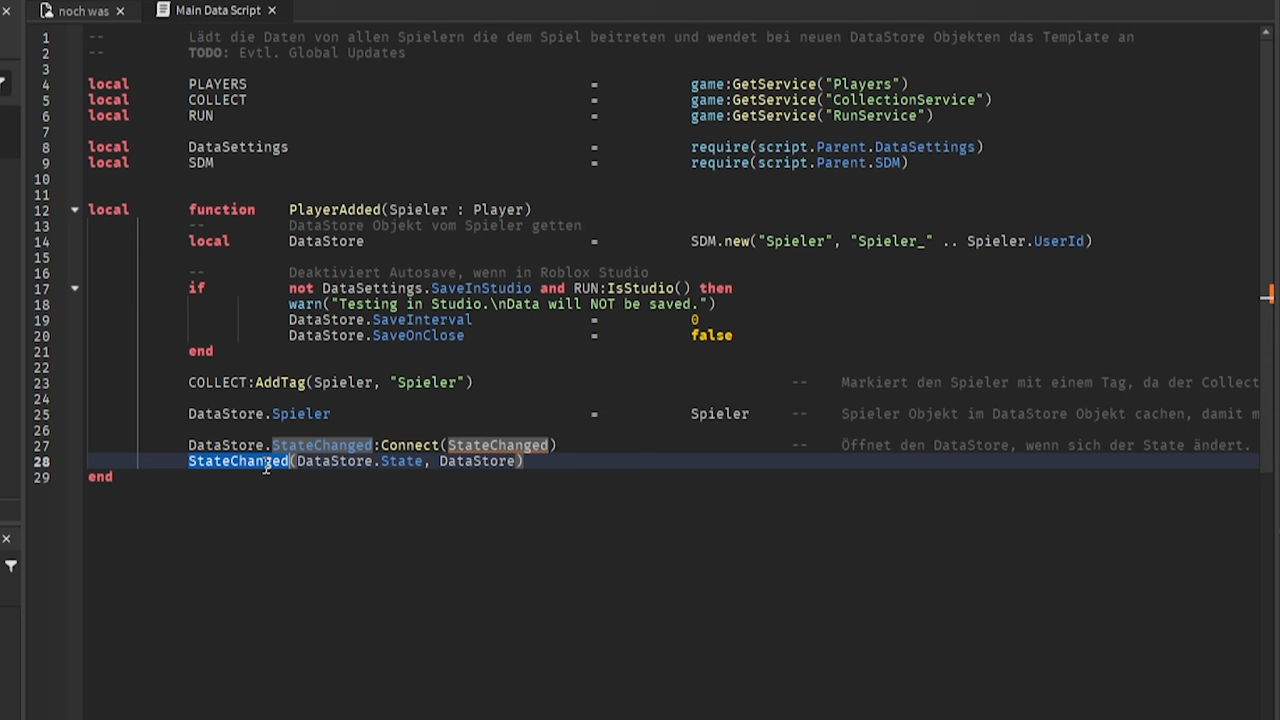 noch was
Main Data Script
1 -- Lädt die Daten von allen Spielern die dem Spiel beitreten und wendet bei neuen DataStore Objekten das Template an
2 -- TODO: Evtl. Global Updates
3
4 local PLAYERS = game:GetService("Players")
5 local COLLECT = game:GetService("CollectionService")
6 local RUN = game:GetService("RunService")
7
8 local DataSettings = require(script.Parent.DataSettings)
9 local SDM = require(script.Parent.SDM)
10
11
12 local function PlayerAdded(Spieler : Player)
13 -- DataStore Objekt vom Spieler getten
14 local DataStore = SDM.new("Spieler", "Spieler_" .. Spieler.UserId)
15
16 -- Deaktiviert Autosave, wenn in Roblox Studio
17 if not DataSettings.SaveInStudio and RUN:IsStudio() then
18 warn("Testing in Studio.\nData will NOT be saved.")
19 DataStore.SaveInterval = 0
20 DataStore.SaveOnClose = false
21 end
22
23 COLLECT:AddTag(Spieler, "Spieler") -- Markiert den Spieler mit einem Tag, da der Collect
24
25 DataStore.Spieler = Spieler -- Spieler Objekt im DataStore Objekt cachen, damit m
26
27 DataStore.StateChanged:Connect(StateChanged) -- Öffnet den DataStore, wenn sich der State ändert.
28 StateChanged(DataStore.State, DataStore)
29 end